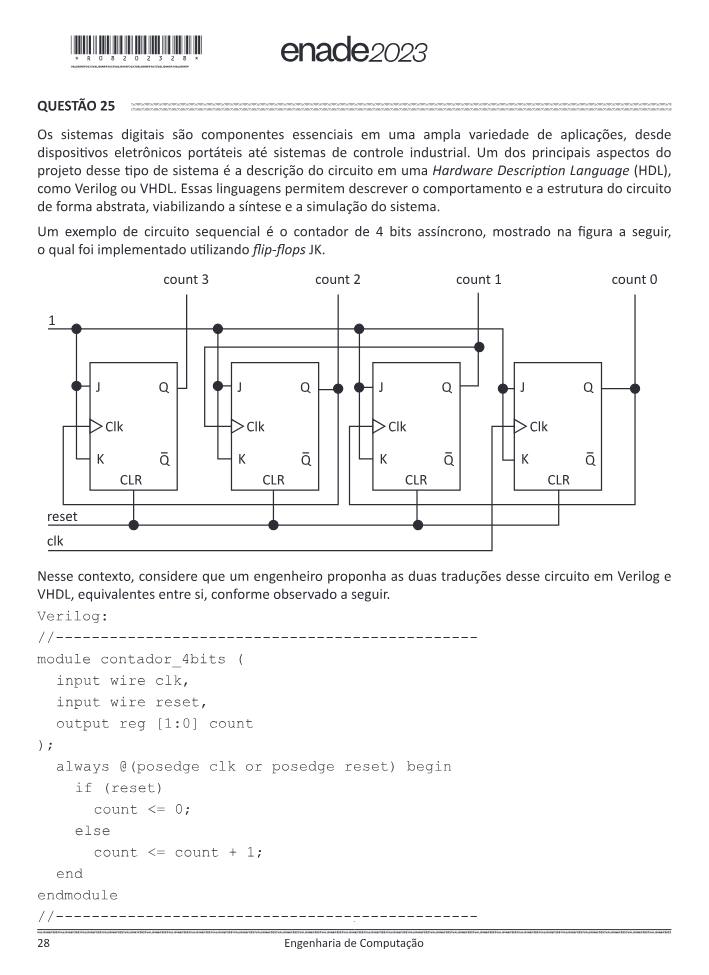 *R08202328*
enade2023
QUESTÃO 25
Os sistemas digitais são componentes essenciais em uma ampla variedade de aplicações, desde
dispositivos eletrônicos portáteis até sistemas de controle industrial. Um dos principais aspectos do
projeto desse tipo de sistema é a descrição do circuito em uma Hardware Description Language (HDL),
como Verilog ou VHDL. Essas linguagens permitem descrever o comportamento e a estrutura do circuito
de forma abstrata, viabilizando a síntese e a simulação do sistema.
Um exemplo de circuito sequencial é o contador de 4 bits assíncrono, mostrado na figura a seguir,
o qual foi implementado utilizando flip-flops JK.
count 3 count 2 count 1 count 0
1
J Q J Q J Q J Q
Clk Clk Clk Clk
K Q̅ K Q̅ K Q̅ K Q̅
CLR CLR CLR CLR
reset
clk
Nesse contexto, considere que um engenheiro proponha as duas traduções desse circuito em Verilog e
VHDL, equivalentes entre si, conforme observado a seguir.
Verilog:
//-----------------------------------------------
module contador_4bits (
input wire clk,
input wire reset,
output reg [1:0] count
);
always @(posedge clk or posedge reset) begin
if (reset)
count <= 0;
else
count <= count + 1;
end
endmodule
//-----------------------------------------------
28 Engenharia de Computação